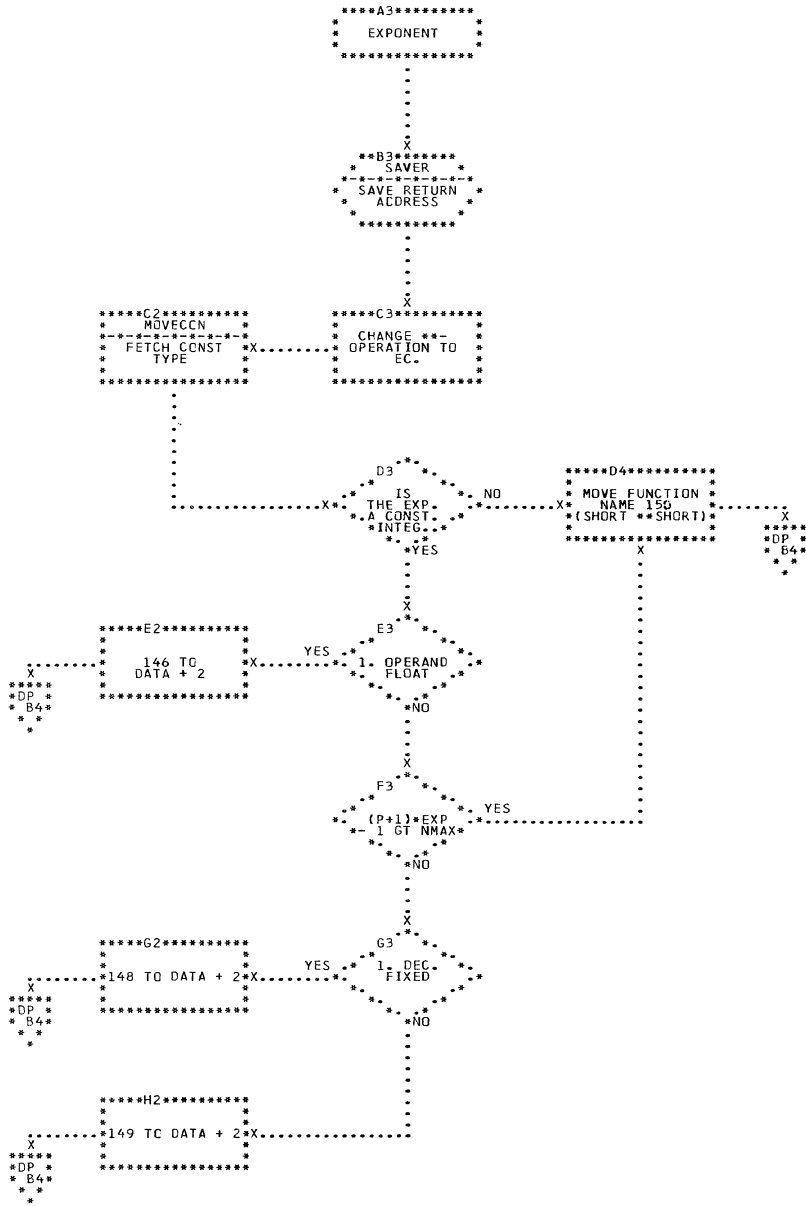 A3
EXPONENT
B3
SAVER
SAVE RETURN
ADDRESS
C2
MOVECCN
FETCH CONST
TYPE
C3
CHANGE **-
OPERATION TO
EC.
D3
IS
THE EXP.
A CONST.
INTEG.
NO
YES
D4
MOVE FUNCTION
NAME 150
(SHORT **SHORT)
DP
B4
E2
146 TO
DATA + 2
YES
E3
1. OPERAND
FLOAT
NO
DP
B4
F3
(P+1)*EXP
- 1 GT NMAX
YES
NO
G2
148 TO DATA + 2
YES
G3
1. DEC.
FIXED
NO
DP
B4
H2
149 TC DATA + 2
DP
B4